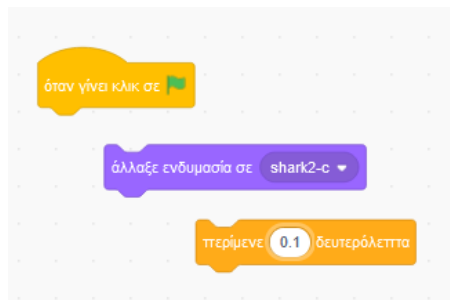 όταν γίνει κλικ σε
άλλαξε ενδυμασία σε shark2-c
περίμενε 0.1 δευτερόλεπτα